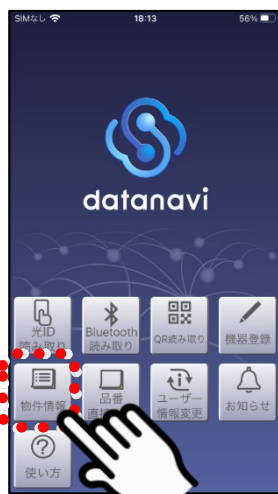 SIMなし 18:13 56%
datanavi
光ID
読み取り
Bluetooth
読み取り
QR読み取り
機器登録
物件情報
品番
ユーザー
情報変更
お知らせ
使い方